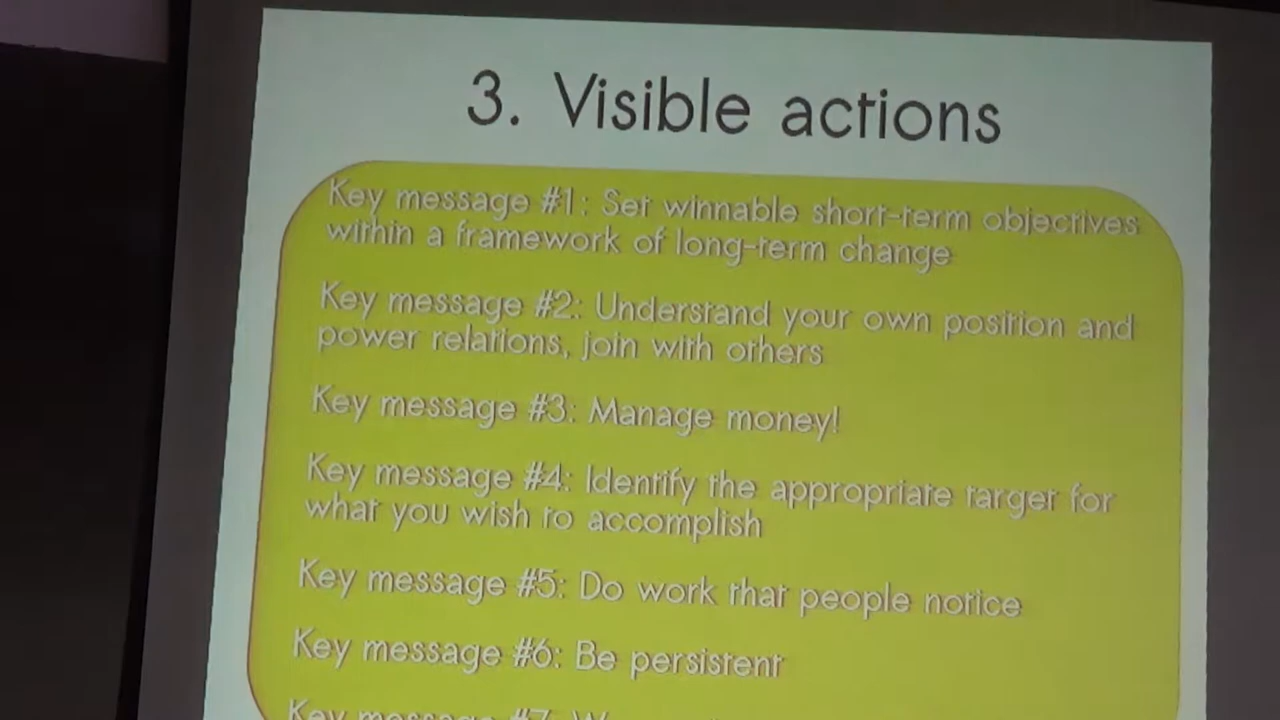 3. Visible actions
Key message #1: Set winnable short-term objectives
within a framework of long-term change
Key message #2: Understand your own position and
power relations, join with others
Key message #3: Manage money!
Key message #4: Identify the appropriate target for
what you wish to accomplish
Key message #5: Do work that people notice
Key message #6: Be persistent
Key message #7: